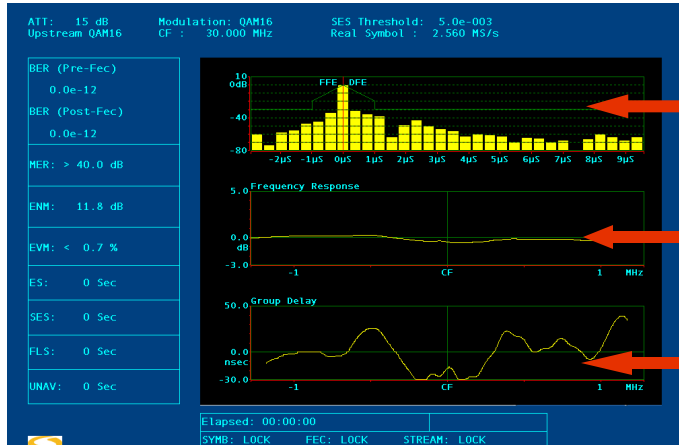 ATT: 15 dB Modulation: QAM16 SES Threshold: 5.0e-003
Upstream QAM16 CF : 30.000 MHz Real Symbol : 2.560 MS/s
BER (Pre-Fec)
0.0e-12
BER (Post-Fec)
0.0e-12
MER: > 40.0 dB
ENM: 11.8 dB
EVM: < 0.7 %
ES: 0 Sec
SES: 0 Sec
FLS: 0 Sec
UNAV: 0 Sec
10
0dB
FFE DFE
-40
-80
-2µS -1µS 0µS 1µS 2µS 3µS 4µS 5µS 6µS 7µS 8µS 9µS
5.0 Frequency Response
0.0
dB
-3.0
-1 CF 1 MHz
50.0 Group Delay
0.0
nsec
-30.0
-1 CF 1 MHz
Elapsed: 00:00:00
SYMB: LOCK FEC: LOCK STREAM: LOCK